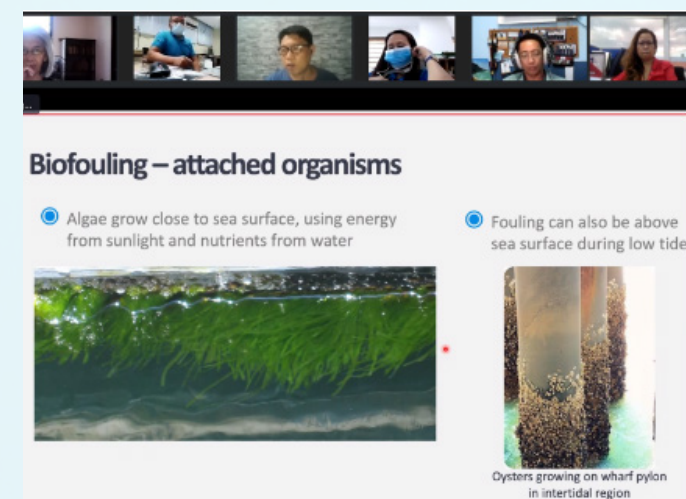 Biofouling – attached organisms
Algae grow close to sea surface, using energy
from sunlight and nutrients from water
Fouling can also be above
sea surface during low tide
Oysters growing on wharf pylon
in intertidal region